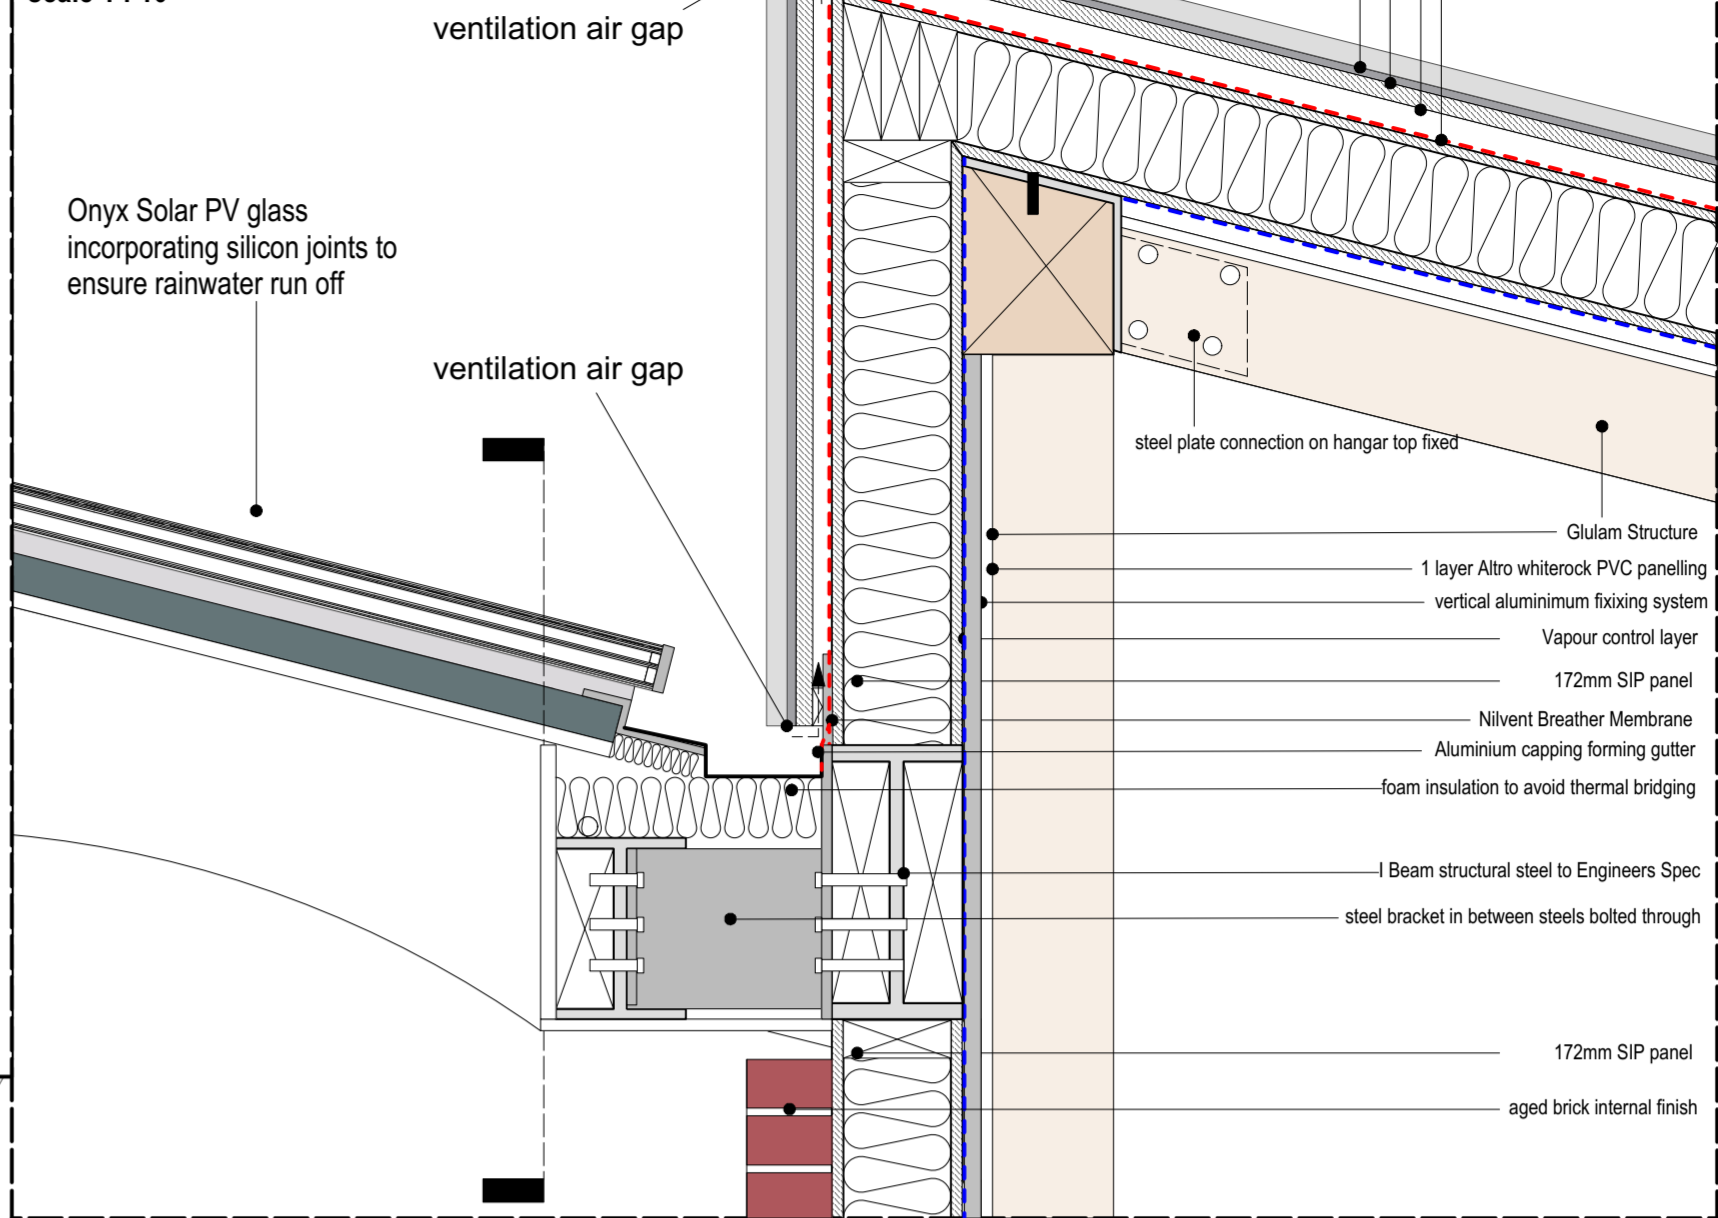 ventilation air gap
Onyx Solar PV glass
incorporating silicon joints to
ensure rainwater run off
ventilation air gap
steel plate connection on hangar top fixed
Glulam Structure
1 layer Altro whiterock PVC panelling
vertical aluminimum fixixing system
Vapour control layer
172mm SIP panel
Nilvent Breather Membrane
Aluminium capping forming gutter
foam insulation to avoid thermal bridging
I Beam structural steel to Engineers Spec
steel bracket in between steels bolted through
172mm SIP panel
aged brick internal finish